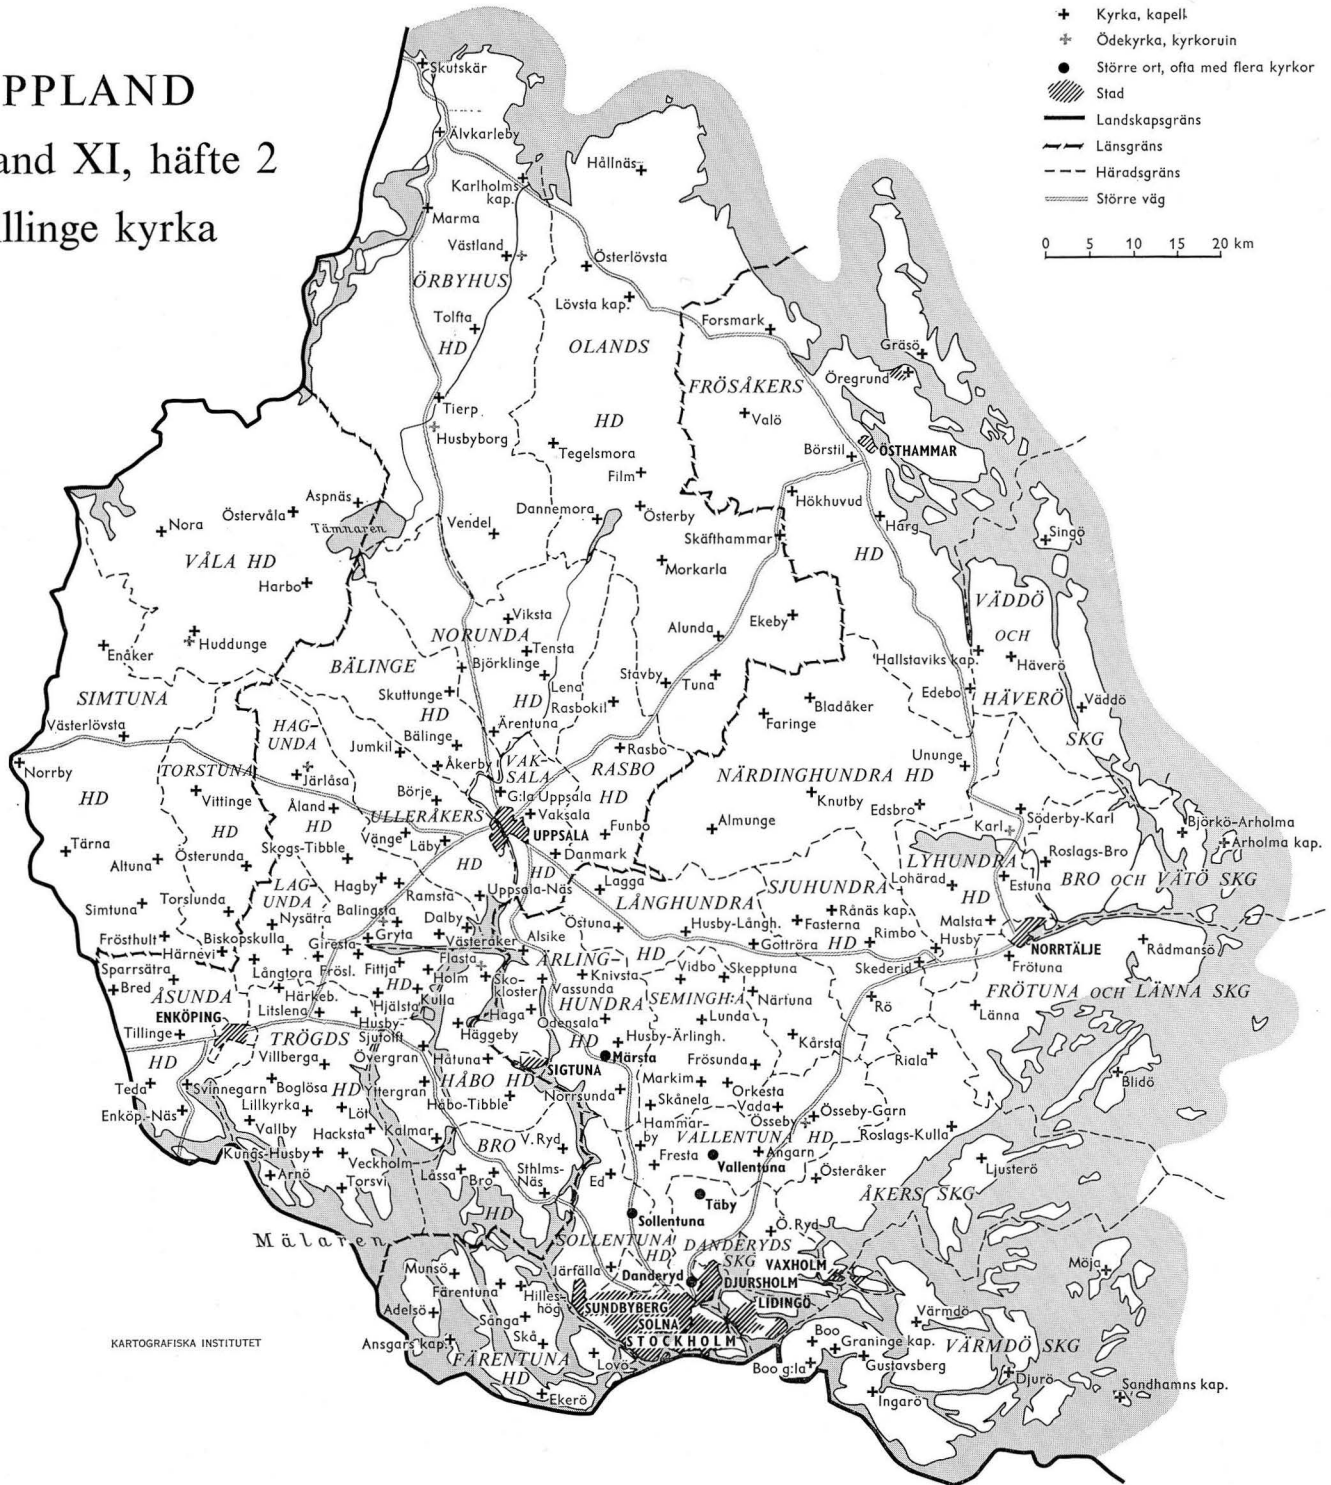 PPLAND
and XI, häfte 2
llinge kyrka
Kyrka, kapell
Ödekyrka, kyrkoruin
Större ort, ofta med flera kyrkor
Stad
Landskapsgräns
Länsgräns
Häradsgräns
Större väg
0 5 10 15 20 km
Skutskär
Älvkarleby
Hållnäs
Karlholms
kap.
Marma
Västland
Österlövsta
ÖRBYHUS
Lövsta kap.
Tolfta
HD
OLANDS
Forsmark
Gräsö
Öregrund
FRÖSÅKERS
Tierp
HD
Valö
Husbyborg
Tegelsmora
Börstil
ÖSTHAMMAR
Film
Aspnäs
Hökhuvud
Östervåla
Dannemora
Österby
Nora
Tämnaren
Vendel
Harg
Skäfthammar
Singö
VÅLA HD
HD
Morkarla
Harbo
VÄDDÖ
Viksta
Ekeby
Alunda
NORUNDA
OCH
Huddunge
Enåker
Tensta
BÄLINGE
Björklinge
Hallstaviks kap.
Häverö
Lena
Stavby
Tuna
SIMTUNA
Skuttunge
HD
Rasbokil
Edebo
HÄVERÖ
Bladåker
Väddö
HD
Faringe
Västerlövsta
HAG-
UNDA
Ärentuna
Bälinge
Jumkil
SKG
Rasbo
Norrby
Åkerby
VAK-
SALA
Ununge
TORSTUNA
Järlåsa
RASBO
NÄRDINGHUNDRA HD
HD
Vittinge
Börje
G:la Uppsala
HD
Knutby
Edsbro
Åland
ULLERÅKERS
Vaksala
Söderby-Karl
HD
HD
UPPSALA
Funbo
Almunge
Karl
Björkö-Arholma
Tärna
Vänge
Läby
Arholma kap.
Skogs-Tibble
Danmark
Roslags-Bro
Altuna
Österunda
HD
HD
LYHUNDRA
Lohärad
Estuna
BRO OCH VÄTÖ SKG
Hagby
Ramsta
Uppsala-Näs
Lagga
SJUHUNDRA
HD
LAG-
UNDA
LÅNGHUNDRA
Simtuna
Torslunda
Nysätra
Balingsta
Dalby
Östuna
Husby-Långh.
Rånäs kap.
Fasterna
Malsta
Frösthult
Härnevi
Biskopskulla
Giresta
Gryta
Västeråker
Alsike
Gottröra
HD
Rimbo
Husby
NORRTÄLJE
Rådmansö
Sparrsätra
Långtora
Frösl.
Fittja
Flasta
ÄRLING-
HD
Skederid
Frötuna
Bred
Holm
Sko-
kloster
Knivsta
Vassunda
Vidbo
Skepptuna
ÅSUNDA
Härkeb.
HD
Kulla
HUNDRA
SEMINGH:A
Närtuna
FRÖTUNA OCH LÄNNA SKG
ENKÖPING
Litslena
Hjälsta
Haga
Odensala
Lunda
Rö
Länna
Tillinge
TRÖGDS
Husby-
Sjutolft
Häggeby
Husby-Ärlingh.
Kårsta
HD
Villberga
Övergran
Håtuna
SIGTUNA
HD
Märsta
Frösunda
Riala
Teda
Svinnegarn
Boglösa
HD
Yttergran
HÅBO HD
Norrsunda
Markim
Orkesta
Blidö
Enköp.-Näs
Lillkyrka
Löt
Håbo-Tibble
Skånela
Vada
Össeby
Össeby-Garn
Vallby
Hacksta
Kalmar
BRO
V.Ryd
Hammar-
by
VALLENTUNA HD
Roslags-Kulla
Kungs-Husby
Veckholm
Fresta
Vallentuna
Angarn
Arnö
Torsvi
Låssa
Bro
Sthlms-
Näs
Ed
Österåker
Ljusterö
ÅKERS SKG
HD
Täby
Sollentuna
Ö.Ryd
Mälaren
SOLLENTUNA
HD
DANDERYDS
SKG
VAXHOLM
Munsö
Järfälla
Danderyd
DJURSHOLM
Möja
Färentuna
Hilles-
hög
SUNDBYBERG
LIDINGÖ
Adelsö
Sånga
SOLNA
Värmdö
Ansgars kap.
Skå
STOCKHOLM
Boo
Graninge kap.
VÄRMDÖ SKG
FÄRENTUNA
HD
Lovö
Boo g:la
Gustavsberg
Djurö
Ekerö
Ingarö
Sandhamns kap.
KARTOGRAFISKA INSTITUTET